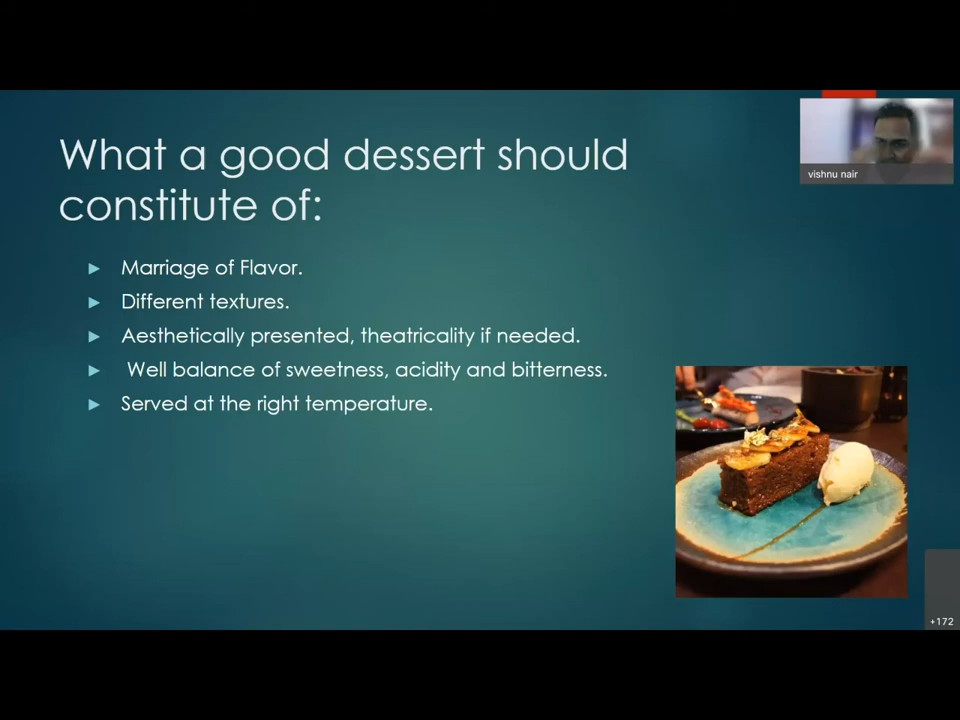 What a good dessert should
constitute of:
Marriage of Flavor.
Different textures.
Aesthetically presented, theatricality if needed.
Well balance of sweetness, acidity and bitterness.
Served at the right temperature.
vishnu nair
+172